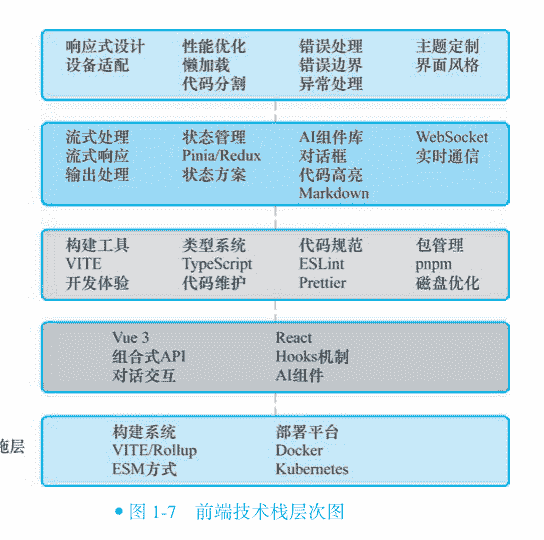 响应式设计 性能优化 错误处理 主题定制
设备适配 懒加载 错误边界 界面风格
代码分割 异常处理
流式处理 状态管理 AI组件库 WebSocket
流式响应 Pinia/Redux 对话框 实时通信
输出处理 状态方案 代码高亮
Markdown
构建工具 类型系统 代码规范 包管理
VITE TypeScript ESLint pnpm
开发体验 代码维护 Prettier 磁盘优化
Vue 3 React
组合式API Hooks机制
对话交互 AI组件
构建系统 部署平台
施层 VITE/Rollup Docker
ESM方式 Kubernetes
●图 1-7 前端技术栈层次图